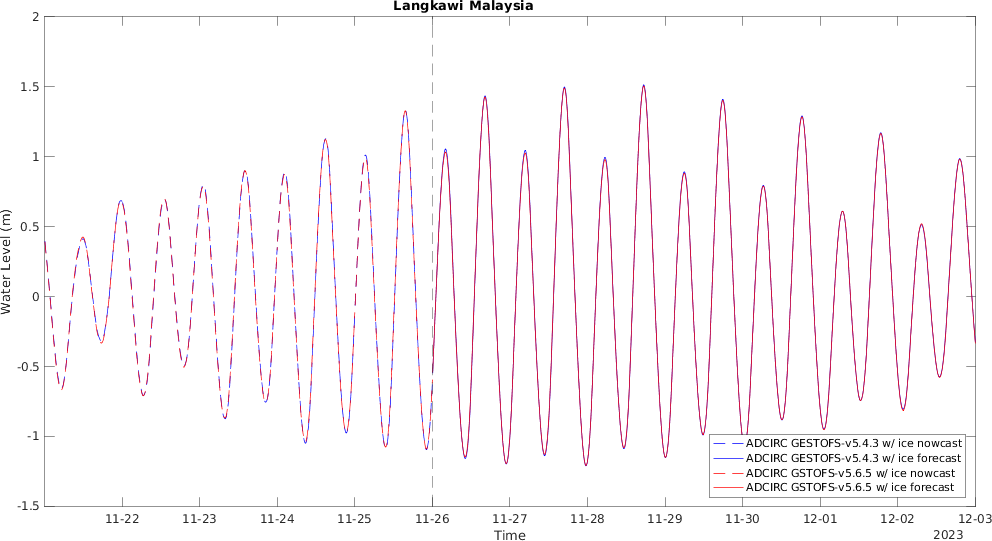 Langkawi Malaysia
2
1.5
1
0.5
0
-0.5
-1
-1.5
Water Level (m)
ADCIRC GESTOFS-v5.4.3 w/ ice nowcast
ADCIRC GESTOFS-v5.4.3 w/ ice forecast
ADCIRC GSTOFS-v5.6.5 w/ ice nowcast
ADCIRC GSTOFS-v5.6.5 w/ ice forecast
11-22 11-23 11-24 11-25 11-26 11-27 11-28 11-29 11-30 12-01 12-02 12-03
Time
2023